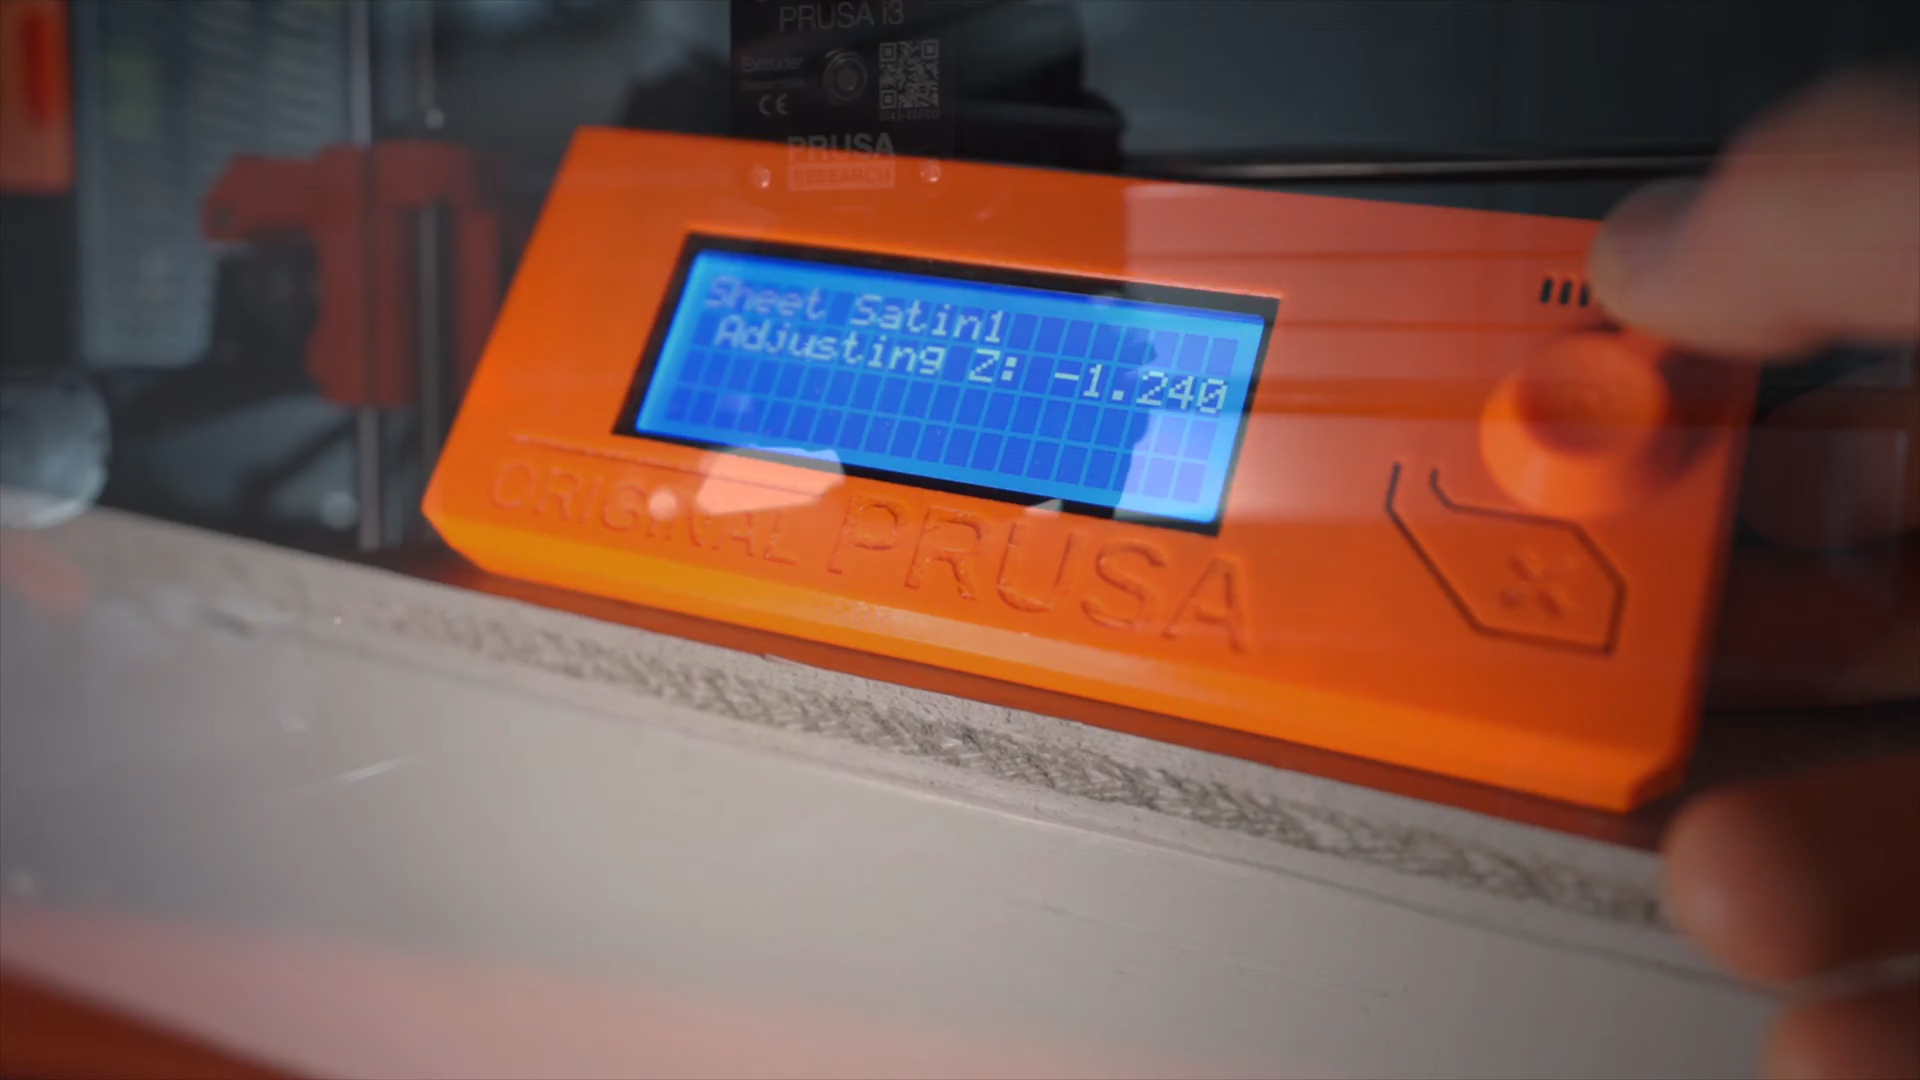 PRUSA i3
Extruder
CE
PRUSA
RESEARCH
Sheet Satin1
Adjusting Z: -1.240
ORIGINAL PRUSA